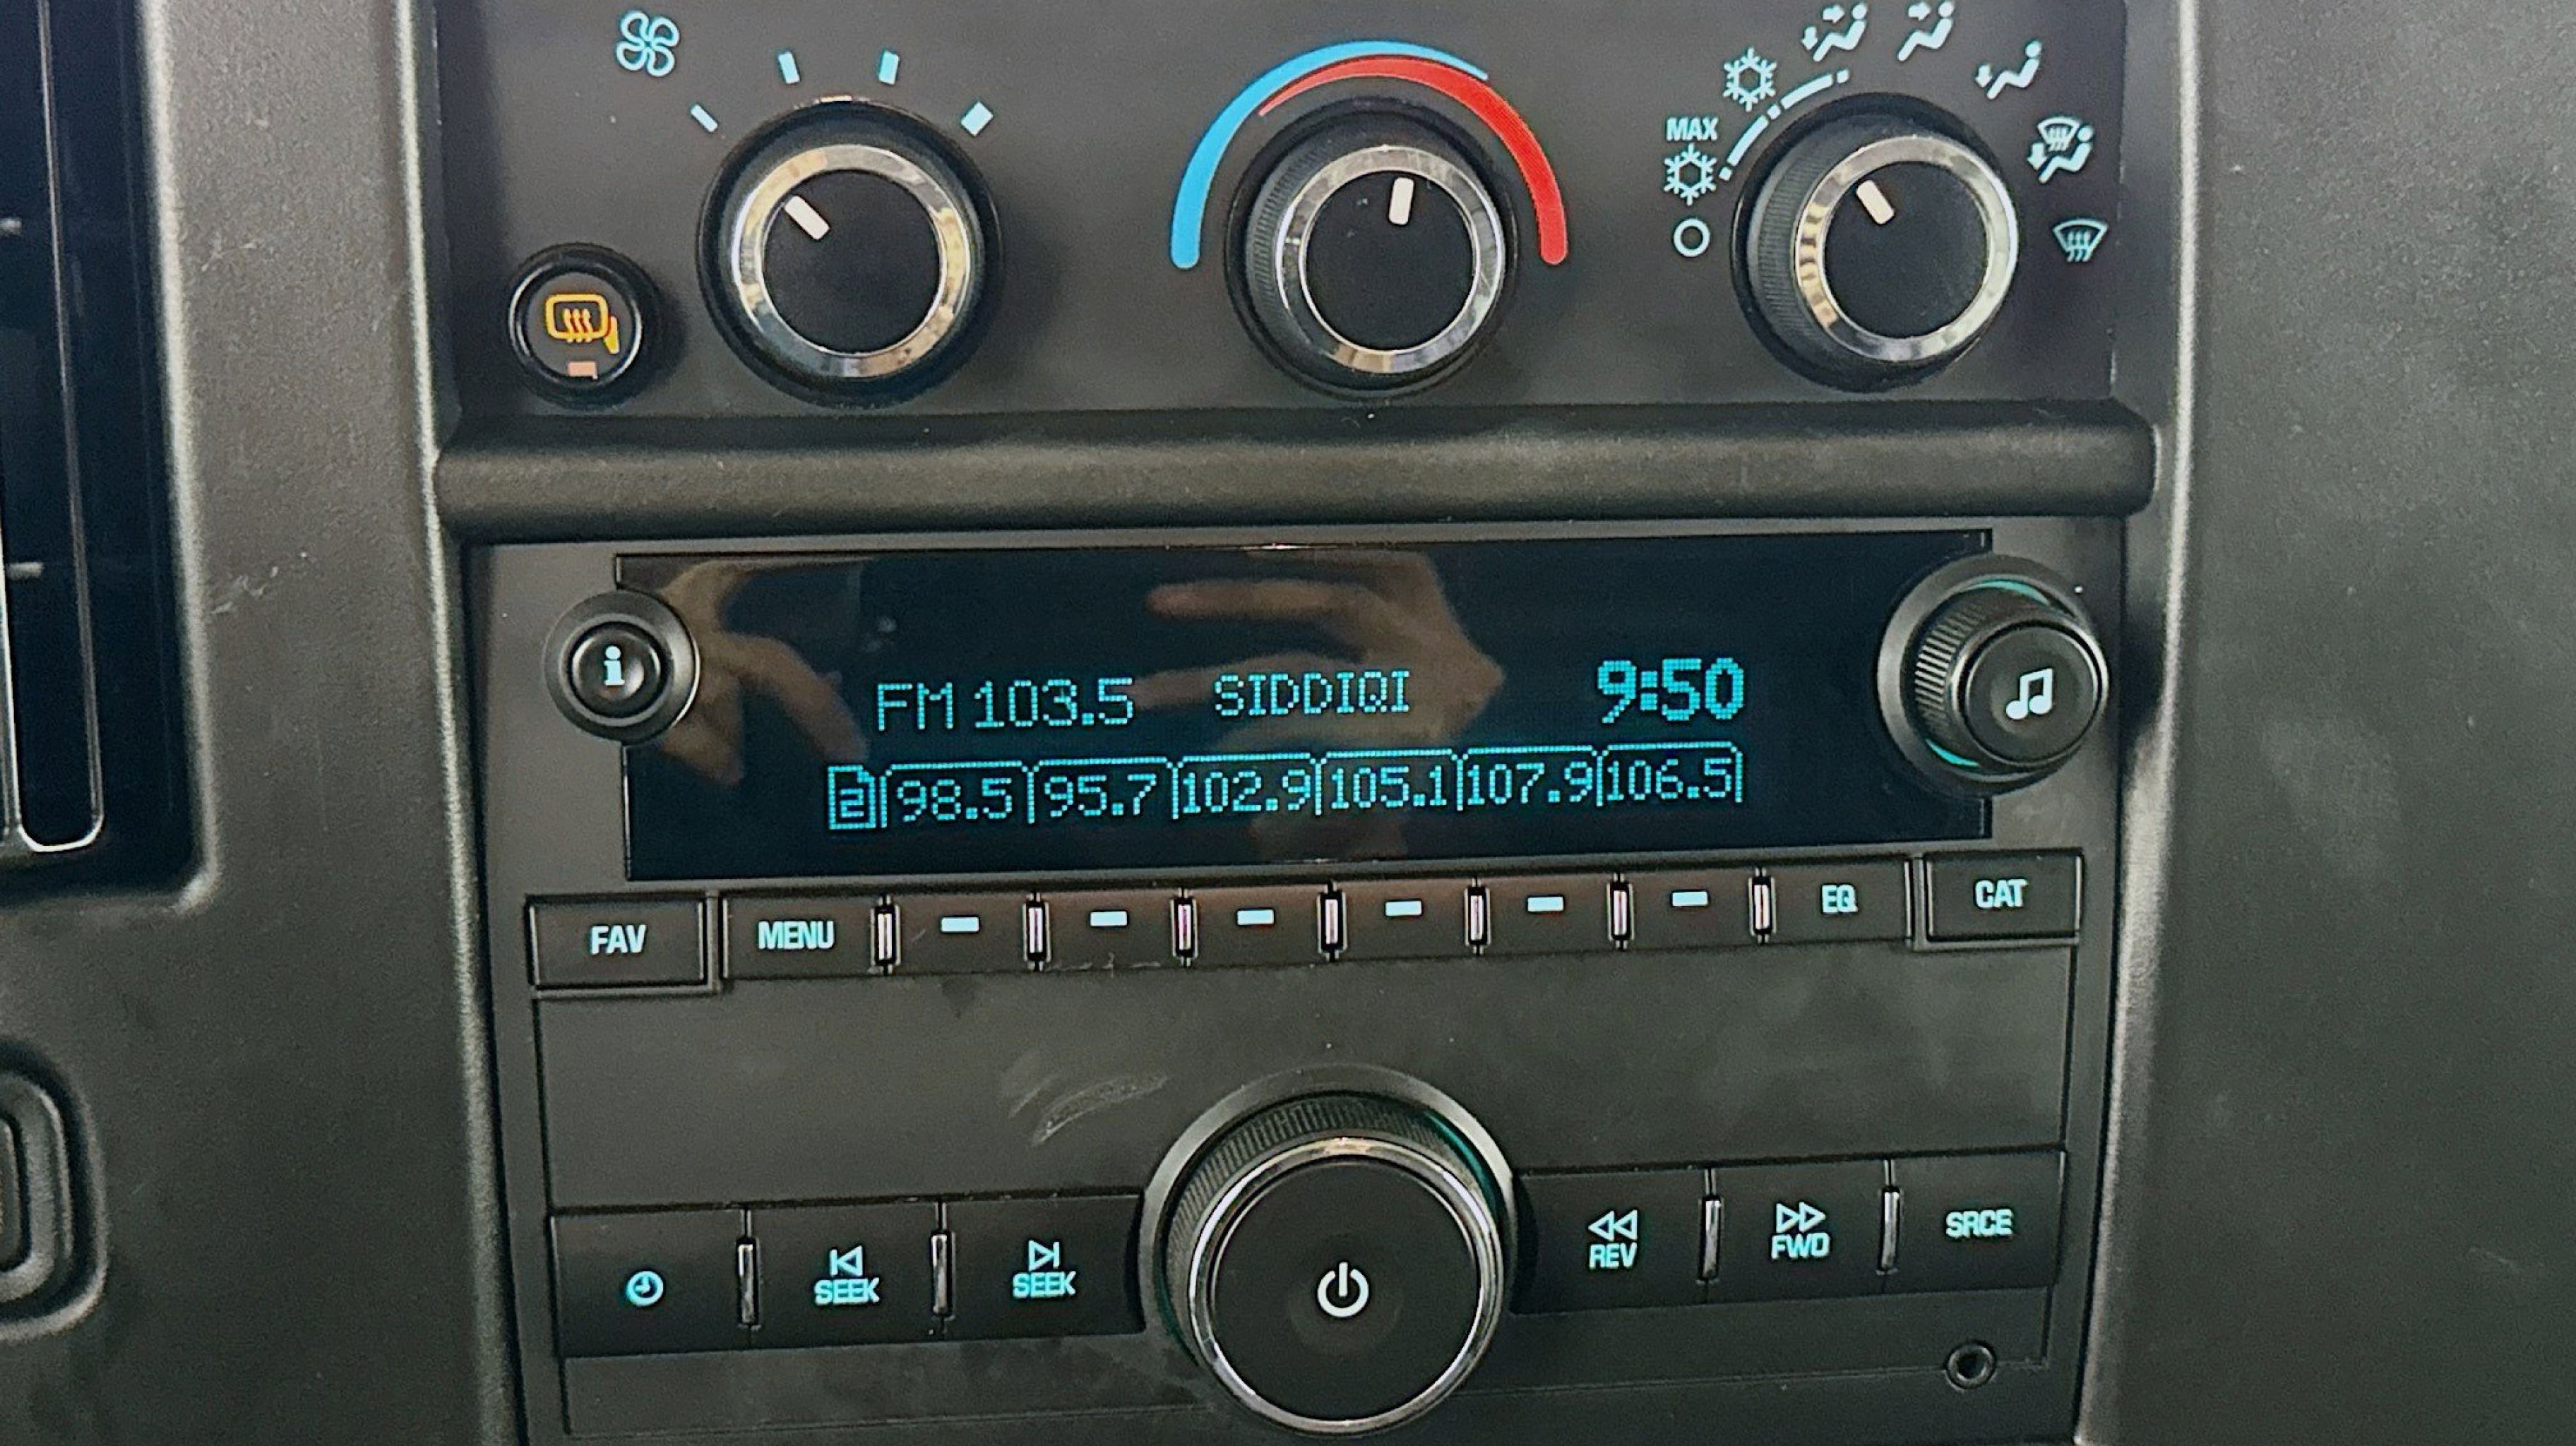 MAX
i
FM 103.5 SIDDIQI 9:50
2 98.5 95.7 102.9 105.1 107.9 106.5
FAV MENU EQ CAT
SEEK SEEK REV FWD SRCE